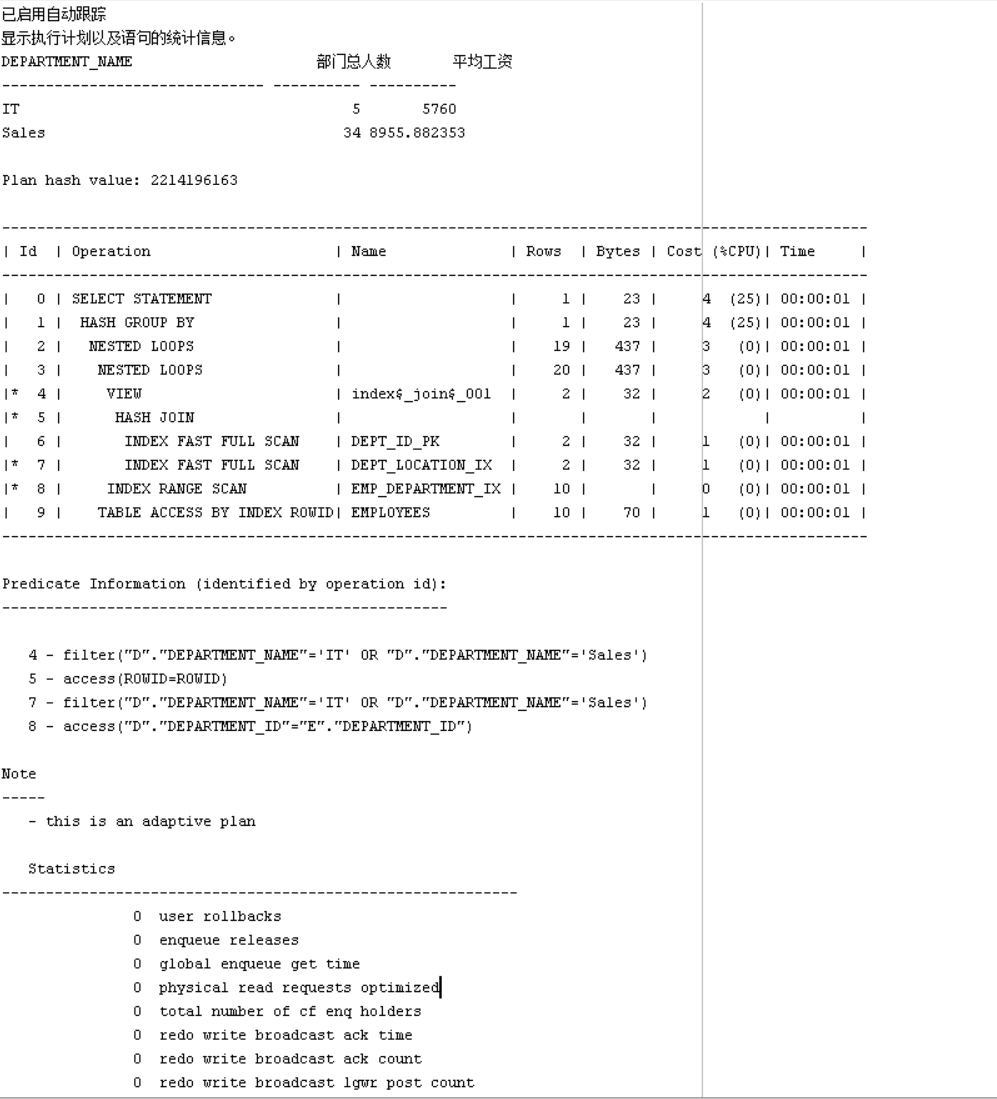 已启用自动跟踪
显示执行计划以及语句的统计信息。
DEPARTMENT_NAME                     部门总人数       平均工资
------------------------------ ---------- ----------
IT                                      5       5760
Sales                                  34 8955.882353

Plan hash value: 2214196163

---------------------------------------------------------------------------------------------------
| Id  | Operation                     | Name              | Rows  | Bytes | Cost (%CPU)| Time     |
---------------------------------------------------------------------------------------------------
|   0 | SELECT STATEMENT              |                   |     1 |    23 |     4  (25)| 00:00:01 |
|   1 |  HASH GROUP BY                |                   |     1 |    23 |     4  (25)| 00:00:01 |
|   2 |   NESTED LOOPS                |                   |    19 |   437 |     3   (0)| 00:00:01 |
|   3 |    NESTED LOOPS               |                   |    20 |   437 |     3   (0)| 00:00:01 |
|*  4 |     VIEW                      | index$_join$_001  |     2 |    32 |     2   (0)| 00:00:01 |
|*  5 |      HASH JOIN                |                   |       |       |            |          |
|   6 |       INDEX FAST FULL SCAN    | DEPT_ID_PK        |     2 |    32 |     1   (0)| 00:00:01 |
|*  7 |       INDEX FAST FULL SCAN    | DEPT_LOCATION_IX  |     2 |    32 |     1   (0)| 00:00:01 |
|*  8 |     INDEX RANGE SCAN          | EMP_DEPARTMENT_IX |    10 |       |     0   (0)| 00:00:01 |
|   9 |    TABLE ACCESS BY INDEX ROWID| EMPLOYEES         |    10 |    70 |     1   (0)| 00:00:01 |
---------------------------------------------------------------------------------------------------

Predicate Information (identified by operation id):
---------------------------------------------------

   4 - filter("D"."DEPARTMENT_NAME"='IT' OR "D"."DEPARTMENT_NAME"='Sales')
   5 - access(ROWID=ROWID)
   7 - filter("D"."DEPARTMENT_NAME"='IT' OR "D"."DEPARTMENT_NAME"='Sales')
   8 - access("D"."DEPARTMENT_ID"="E"."DEPARTMENT_ID")

Note
-----
   - this is an adaptive plan

   Statistics
-----------------------------------------------------------
               0  user rollbacks
               0  enqueue releases
               0  global enqueue get time
               0  physical read requests optimized
               0  total number of cf enq holders
               0  redo write broadcast ack time
               0  redo write broadcast ack count
               0  redo write broadcast lgwr post count